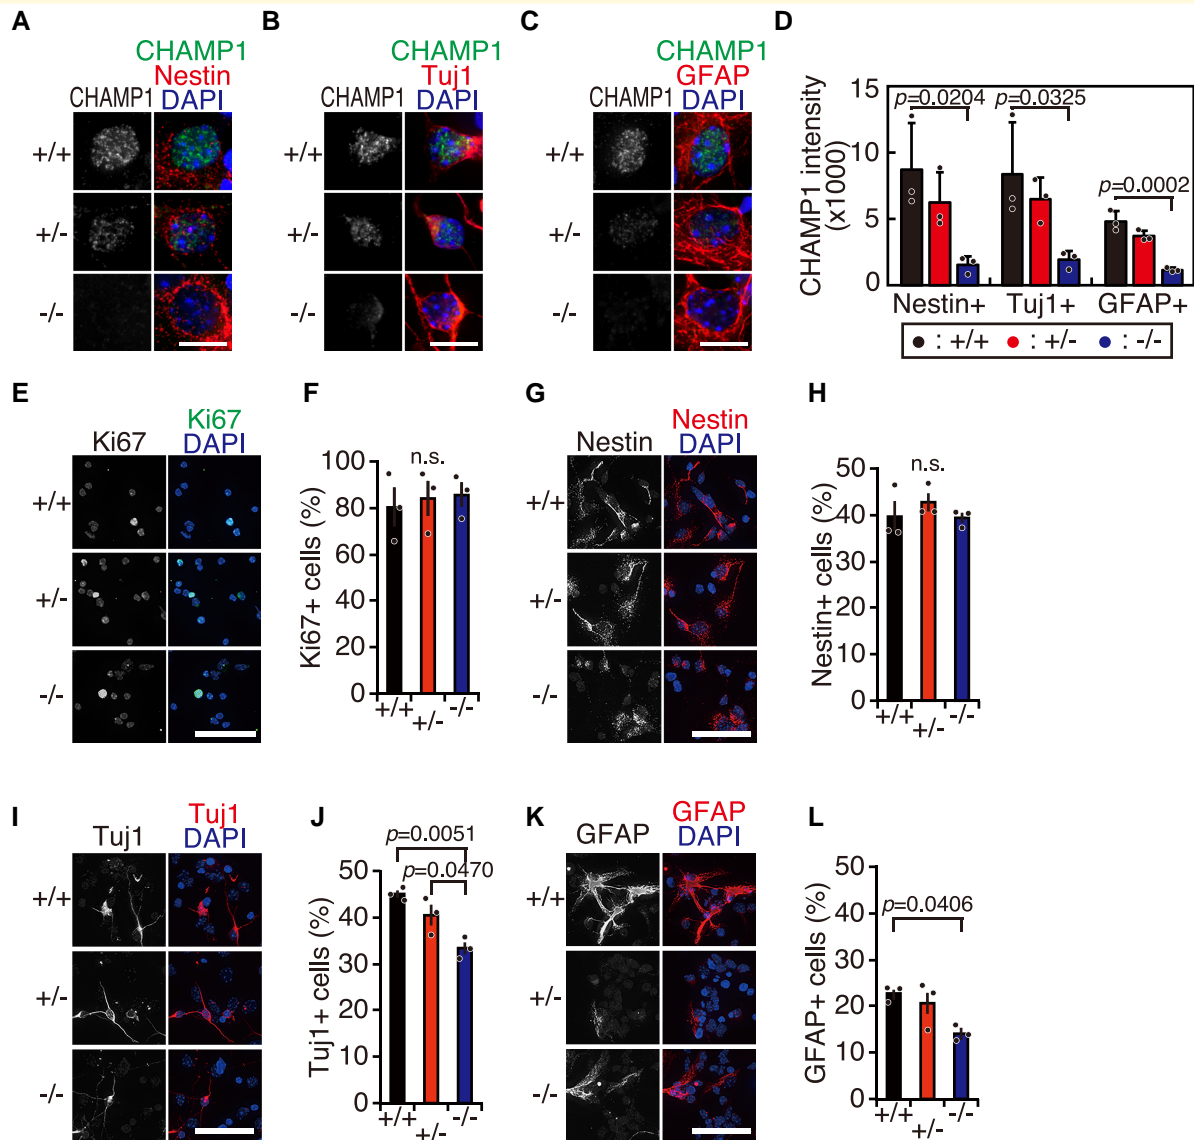 A
CHAMP1
Nestin
CHAMP1 DAPI
+/+
+/-
-/-
B
CHAMP1
Tuj1
CHAMP1 DAPI
+/+
+/-
-/-
C
CHAMP1
GFAP
CHAMP1 DAPI
+/+
+/-
-/-
D
CHAMP1 intensity
(x1000)
15
10
5
0
p=0.0204
p=0.0325
p=0.0002
Nestin+ Tuj1+ GFAP+
: +/+ : +/- : -/-
E
Ki67
Ki67 DAPI
+/+
+/-
-/-
F
Ki67+ cells (%)
100
80
60
40
20
0
n.s.
+/+ +/- -/-
G
Nestin
Nestin DAPI
+/+
+/-
-/-
H
Nestin+ cells (%)
50
40
30
20
10
0
n.s.
+/+ +/- -/-
I
Tuj1
Tuj1 DAPI
+/+
+/-
-/-
J
Tuj1+ cells (%)
50
40
30
20
10
0
p=0.0051
p=0.0470
+/+ +/- -/-
K
GFAP
GFAP DAPI
+/+
+/-
-/-
L
GFAP+ cells (%)
50
40
30
20
10
0
p=0.0406
+/+ +/- -/-